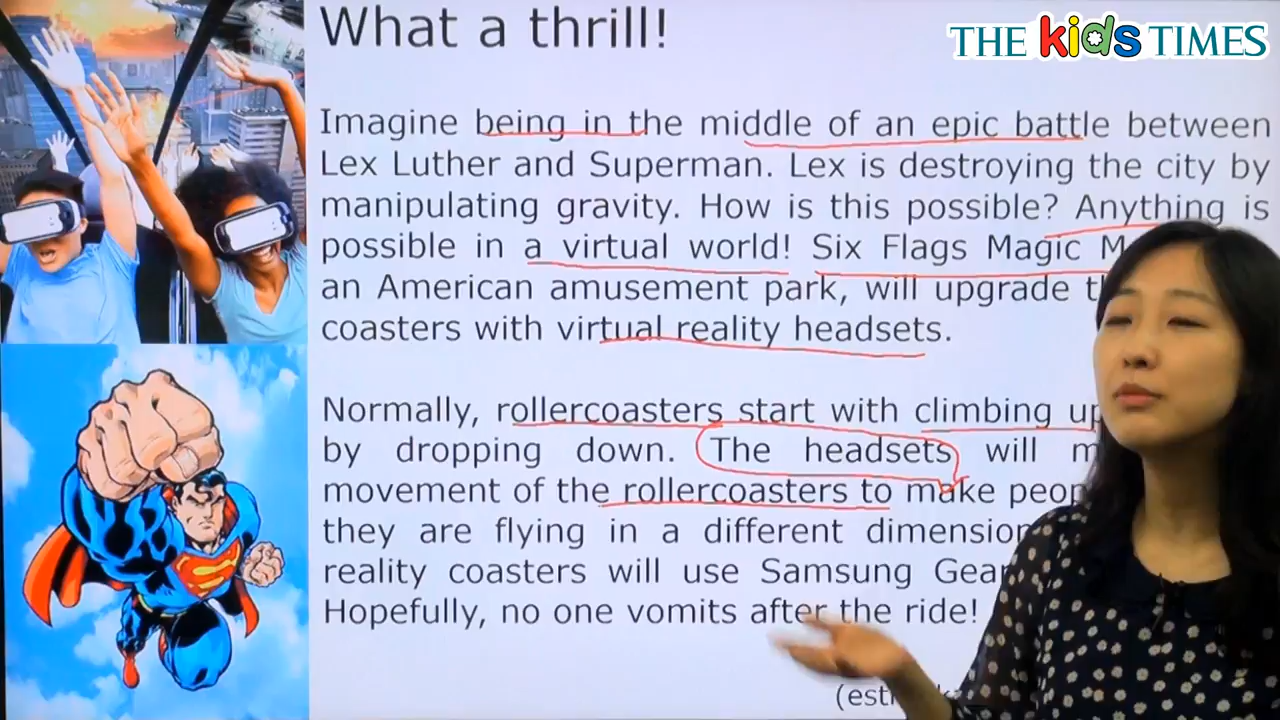 What a thrill!
THE kids TIMES
Imagine being in the middle of an epic battle between
Lex Luther and Superman. Lex is destroying the city by
manipulating gravity. How is this possible? Anything is
possible in a virtual world! Six Flags Magic
an American amusement park, will upgrade
coasters with virtual reality headsets.
Normally, rollercoasters start with climbing up
by dropping down. The headsets will
movement of the rollercoasters to make
they are flying in a different dimension
reality coasters will use Samsung Gear
Hopefully, no one vomits after the ride!